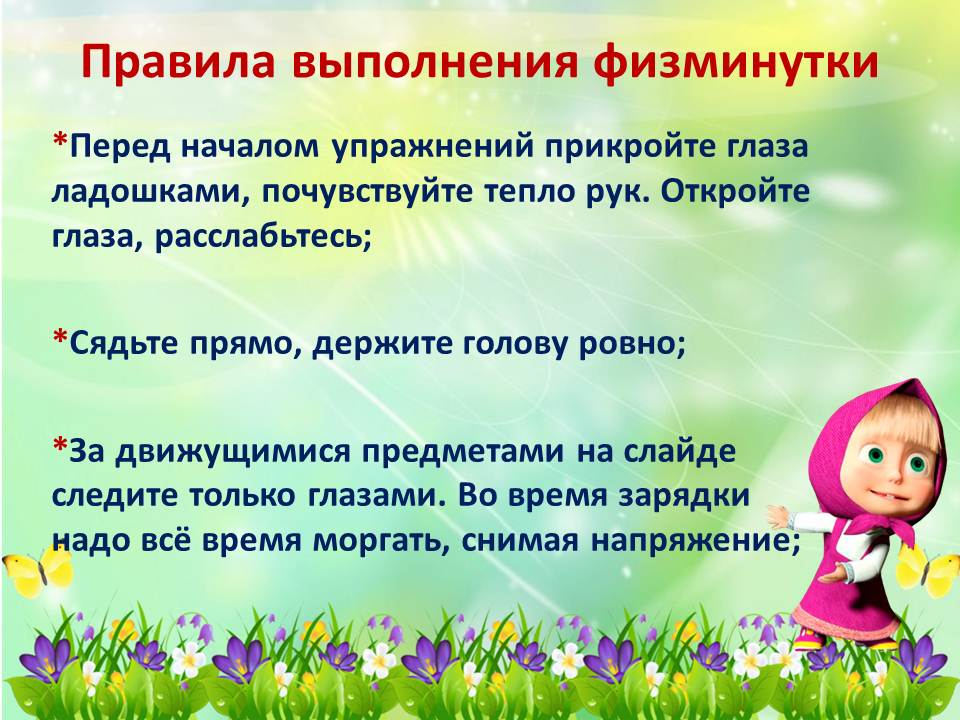 Правила выполнения физминутки
*Перед началом упражнений прикройте глаза
ладошками, почувствуйте тепло рук. Откройте
глаза, расслабьтесь;
*Сядьте прямо, держите голову ровно;
*За движущимися предметами на слайде
следите только глазами. Во время зарядки
надо всё время моргать, снимая напряжение;